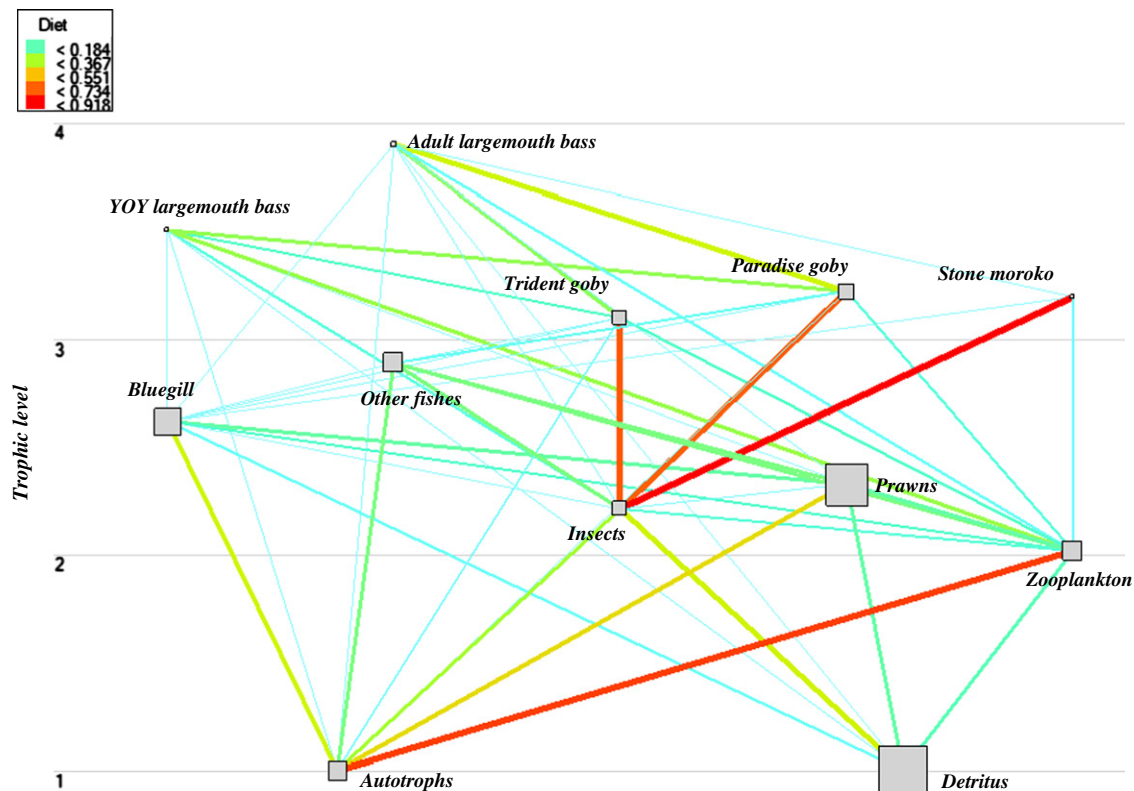 Diet
< 0.184
< 0.367
< 0.551
< 0.734
< 0.918
4
Adult largemouth bass
YOY largemouth bass
Paradise goby
Stone moroko
Trident goby
3
Bluegill
Other fishes
Trophic level
Prawns
Insects
2
Zooplankton
1
Autotrophs
Detritus